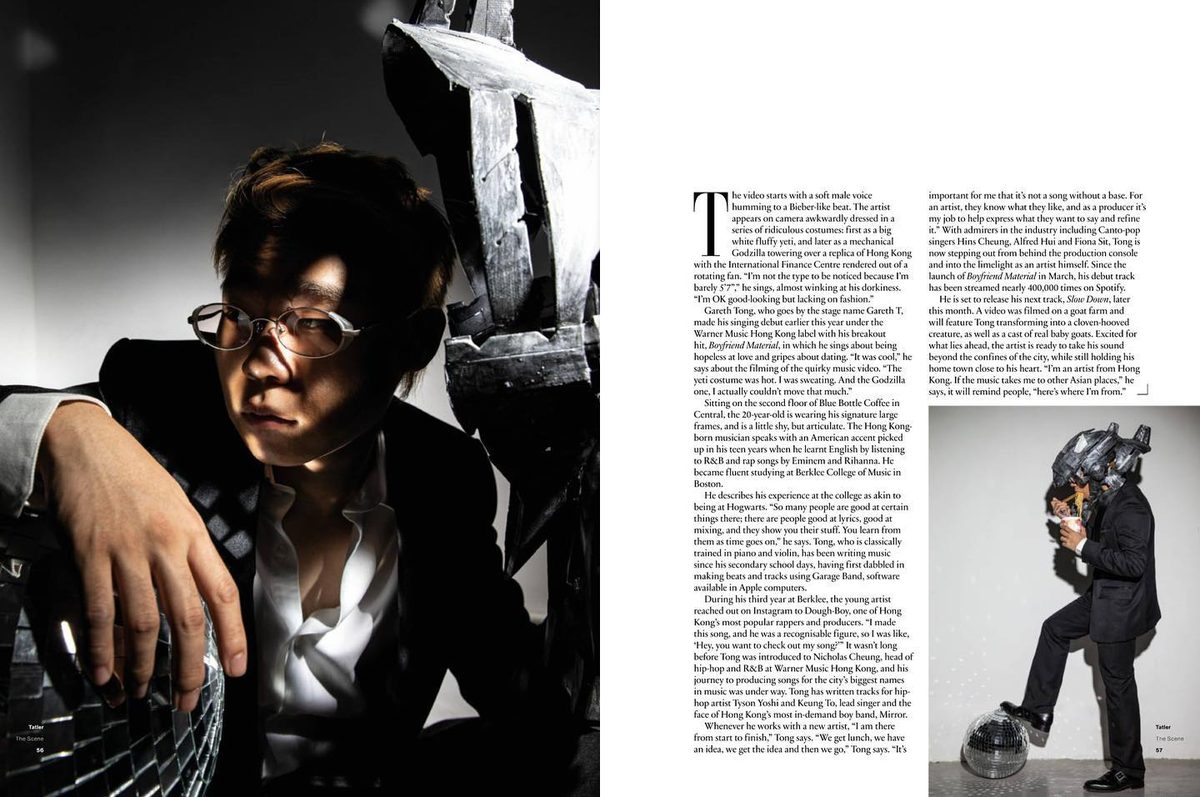 The video starts with a soft male voice
humming to a Bieber-like beat. The artist
appears on camera awkwardly dressed in a
series of ridiculous costumes: first as a big
white fluffy yeti, and later as a mechanical
Godzilla towering over a replica of Hong Kong
with the International Finance Centre rendered out of a
rotating fan. “I’m not the type to be noticed because I’m
barely 5’7”,” he sings, almost winking at his dorkiness.
“I’m OK good-looking but lacking on fashion.”
Gareth Tong, who goes by the stage name Gareth T,
made his singing debut earlier this year under the
Warner Music Hong Kong label with his breakout
hit, Boyfriend Material, in which he sings about being
hopeless at love and gripes about dating. “It was cool,” he
says about the filming of the quirky music video. “The
yeti costume was hot. I was sweating. And the Godzilla
one, I actually couldn’t move that much.”
Sitting on the second floor of Blue Bottle Coffee in
Central, the 20-year-old is wearing his signature large
frames, and is a little shy, but articulate. The Hong Kong-
born musician speaks with an American accent picked
up in his teen years when he learnt English by listening
to R&B and rap songs by Eminem and Rihanna. He
became fluent studying at Berklee College of Music in
Boston.
He describes his experience at the college as akin to
being at Hogwarts. “So many people are good at certain
things there; there are people good at lyrics, good at
mixing, and they show you their stuff. You learn from
them as time goes on,” he says. Tong, who is classically
trained in piano and violin, has been writing music
since his secondary school days, having first dabbled in
making beats and tracks using Garage Band, software
available in Apple computers.
During his third year at Berklee, the young artist
reached out on Instagram to Dough-Boy, one of Hong
Kong’s most popular rappers and producers. “I made
this song, and he was a recognisable figure, so I was like,
‘Hey, you want to check out my song?’” It wasn’t long
before Tong was introduced to Nicholas Cheung, head of
hip-hop and R&B at Warner Music Hong Kong, and his
journey to producing songs for the city’s biggest names
in music was under way. Tong has written tracks for hip-
hop artist Tyson Yoshi and Keung To, lead singer and the
face of Hong Kong’s most in-demand boy band, Mirror.
Whenever he works with a new artist, “I am there
from start to finish,” Tong says. “We get lunch, we have
an idea, we get the idea and then we go,” Tong says. “It’s
important for me that it’s not a song without a base. For
an artist, they know what they like, and as a producer it’s
my job to help express what they want to say and refine
it.” With admirers in the industry including Canto-pop
singers Hins Cheung, Alfred Hui and Fiona Sit, Tong is
now stepping out from behind the production console
and into the limelight as an artist himself. Since the
launch of Boyfriend Material in March, his debut track
has been streamed nearly 400,000 times on Spotify.
He is set to release his next track, Slow Down, later
this month. A video was filmed on a goat farm and
will feature Tong transforming into a cloven-hooved
creature, as well as a cast of real baby goats. Excited for
what lies ahead, the artist is ready to take his sound
beyond the confines of the city, while still holding his
home town close to his heart. “I’m an artist from Hong
Kong. If the music takes me to other Asian places,” he
says, it will remind people, “here’s where I’m from.”
Tatler
The Scene
56
Tatler
The Scene
57